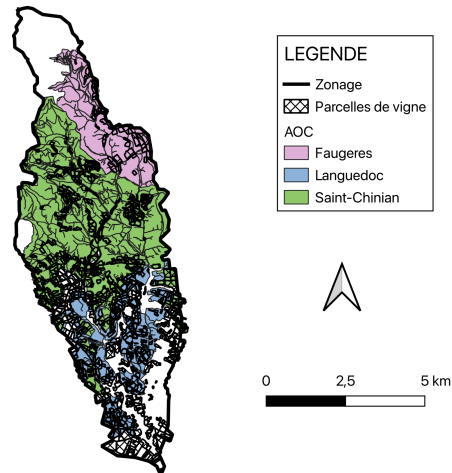 LEGENDE
Zonage
Parcelles de vigne
AOC
Faugeres
Languedoc
Saint-Chinian
0 2,5 5 km